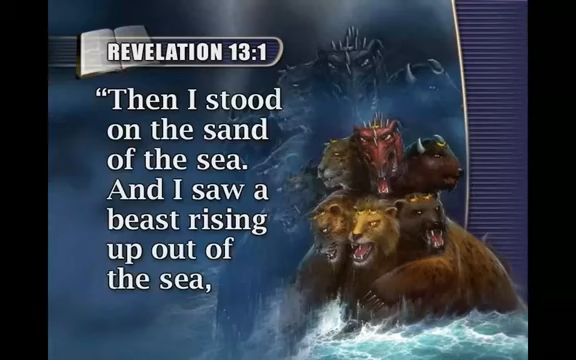 REVELATION 13:1
“Then I stood
on the sand
of the sea.
And I saw a
beast rising
up out of
the sea,